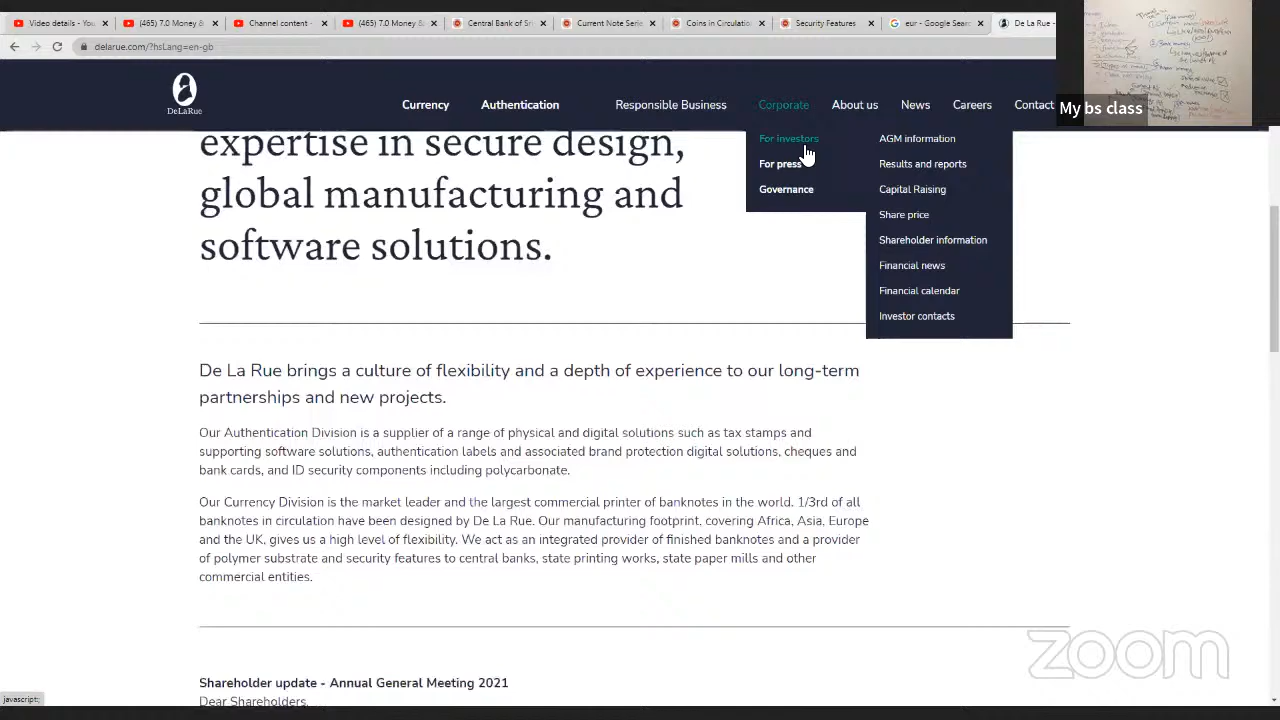 Video details - YouT
(465) 7.0 Money &
Channel content -
(465) 7.0 Money B
Central Bank of Sr
Current Note Serie
Coins in Circulatio
Security Features
eur - Google Sear
De La Rue -
delarue.com/?hsLang=en-gb
My bs class
DeLaRue
Currency
Authentication
Responsible Business
Corporate
About us
News
Careers
Contact
For investors
For press
Governance
AGM information
Results and reports
Capital Raising
Share price
Shareholder information
Financial news
Financial calendar
Investor contacts
expertise in secure design,
global manufacturing and
software solutions.
De La Rue brings a culture of flexibility and a depth of experience to our long-term
partnerships and new projects.
Our Authentication Division is a supplier of a range of physical and digital solutions such as tax stamps and
supporting software solutions, authentication labels and associated brand protection digital solutions, cheques and
bank cards, and ID security components including polycarbonate.
Our Currency Division is the market leader and the largest commercial printer of banknotes in the world. 1/3rd of all
banknotes in circulation have been designed by De La Rue. Our manufacturing footprint, covering Africa, Asia, Europe
and the UK, gives us a high level of flexibility. We act as an integrated provider of finished banknotes and a provider
of polymer substrate and security features to central banks, state printing works, state paper mills and other
commercial entities.
Shareholder update - Annual General Meeting 2021
Dear Shareholders,
zoom
javascript:;